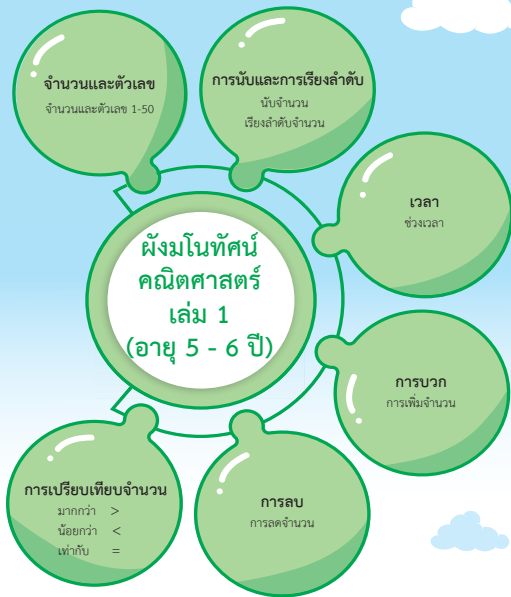 จำนวนและตัวเลข
จำนวนและตัวเลข 1-50
การนับและการเรียงลำดับ
นับจำนวน
เรียงลำดับจำนวน
เวลา
ช่วงเวลา
ผังมโนทัศน์
คณิตศาสตร์
เล่ม 1
(อายุ 5 - 6 ปี)
การบวก
การเพิ่มจำนวน
การลบ
การลดจำนวน
การเปรียบเทียบจำนวน
มากกว่า >
น้อยกว่า <
เท่ากับ =